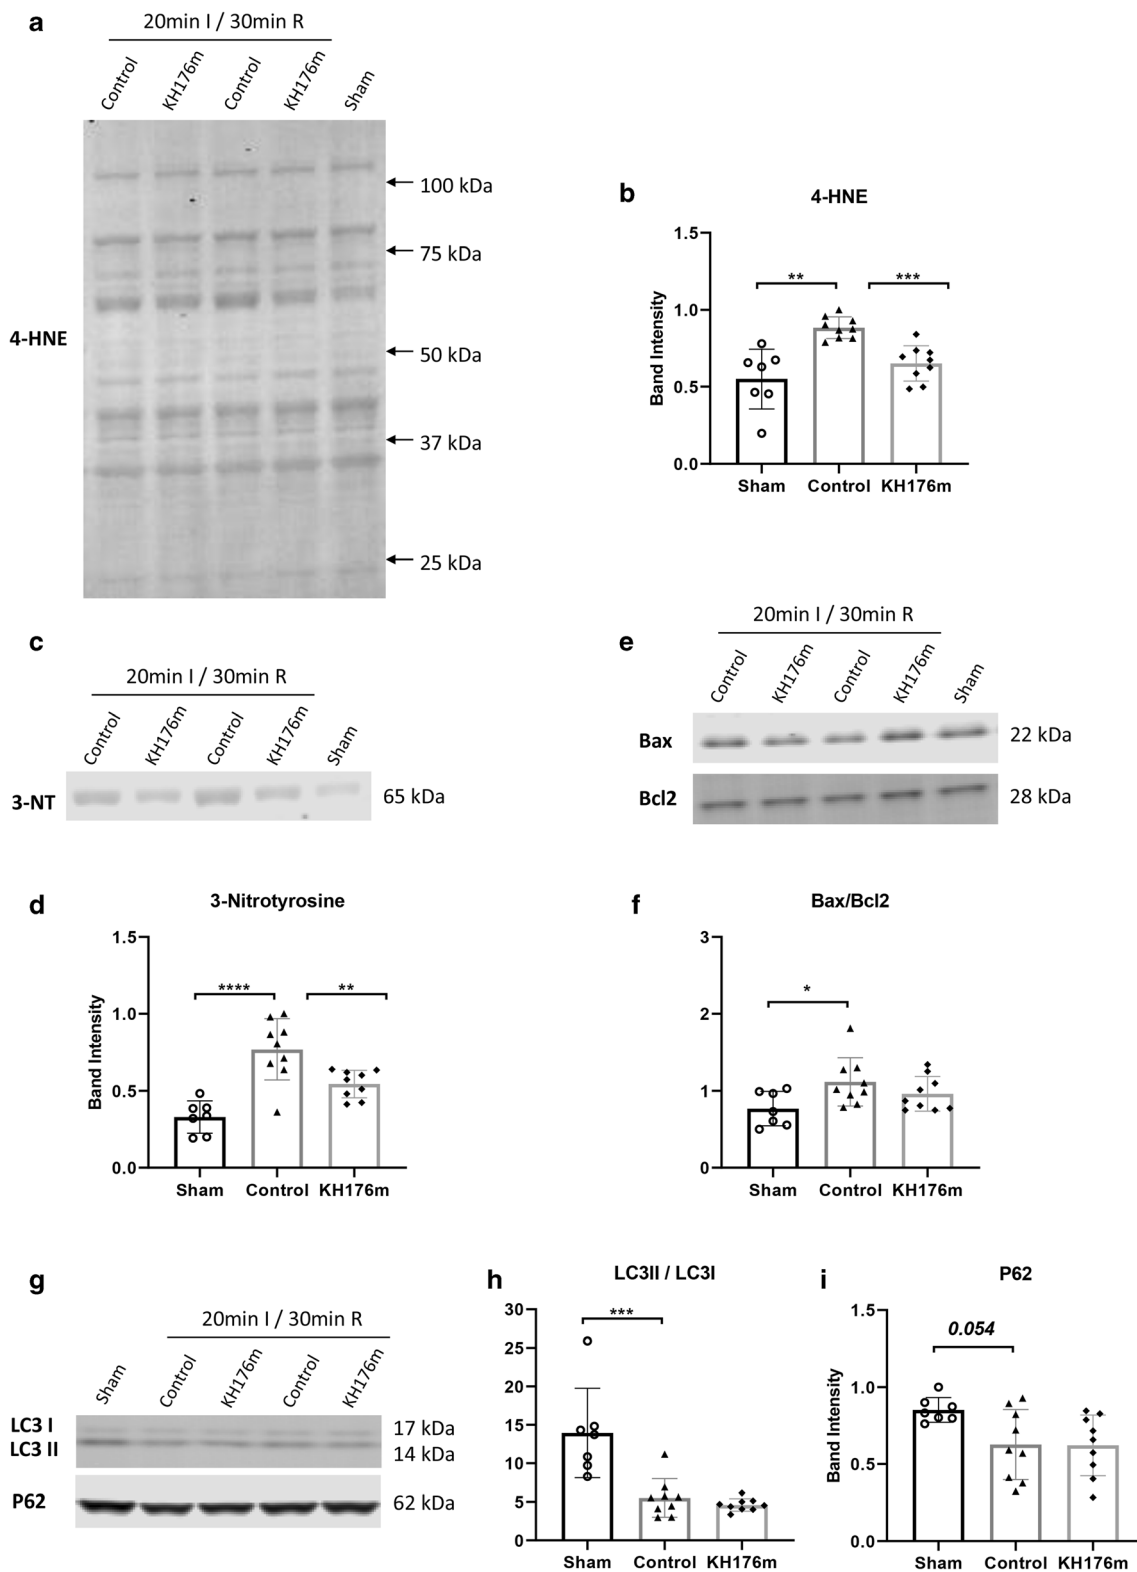 a
20min I / 30min R
Control
KH176m
Control
KH176m
Sham
4-HNE
100 kDa
75 kDa
50 kDa
37 kDa
25 kDa
b
4-HNE
Band Intensity
1.5
1.0
0.5
0.0
**
***
Sham Control KH176m
c
20min I / 30min R
Control
KH176m
Control
KH176m
Sham
3-NT
65 kDa
e
20min I / 30min R
Control
KH176m
Control
KH176m
Sham
Bax
22 kDa
Bcl2
28 kDa
d
3-Nitrotyrosine
Band Intensity
1.5
1.0
0.5
0.0
****
**
Sham Control KH176m
f
Bax/Bcl2
3
2
1
0
*
Sham Control KH176m
g
20min I / 30min R
Sham
Control
KH176m
Control
KH176m
LC3 I
17 kDa
LC3 II
14 kDa
P62
62 kDa
h
LC3II / LC3I
30
25
20
15
10
5
0
***
Sham Control KH176m
i
P62
Band Intensity
1.5
1.0
0.5
0.0
0.054
Sham Control KH176m